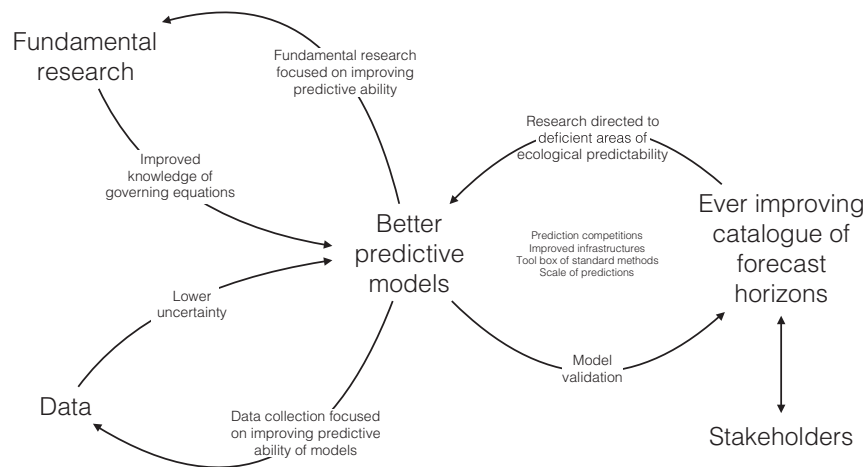 Fundamental
research
Fundamental research
focused on improving
predictive ability
Improved
knowledge of
governing equations
Research directed to
deficient areas of
ecological predictability
Better
predictive
models
Prediction competitions
Improved infrastructures
Tool box of standard methods
Scale of predictions
Ever improving
catalogue of
forecast
horizons
Lower
uncertainty
Model
validation
Data
Data collection focused
on improving predictive
ability of models
Stakeholders